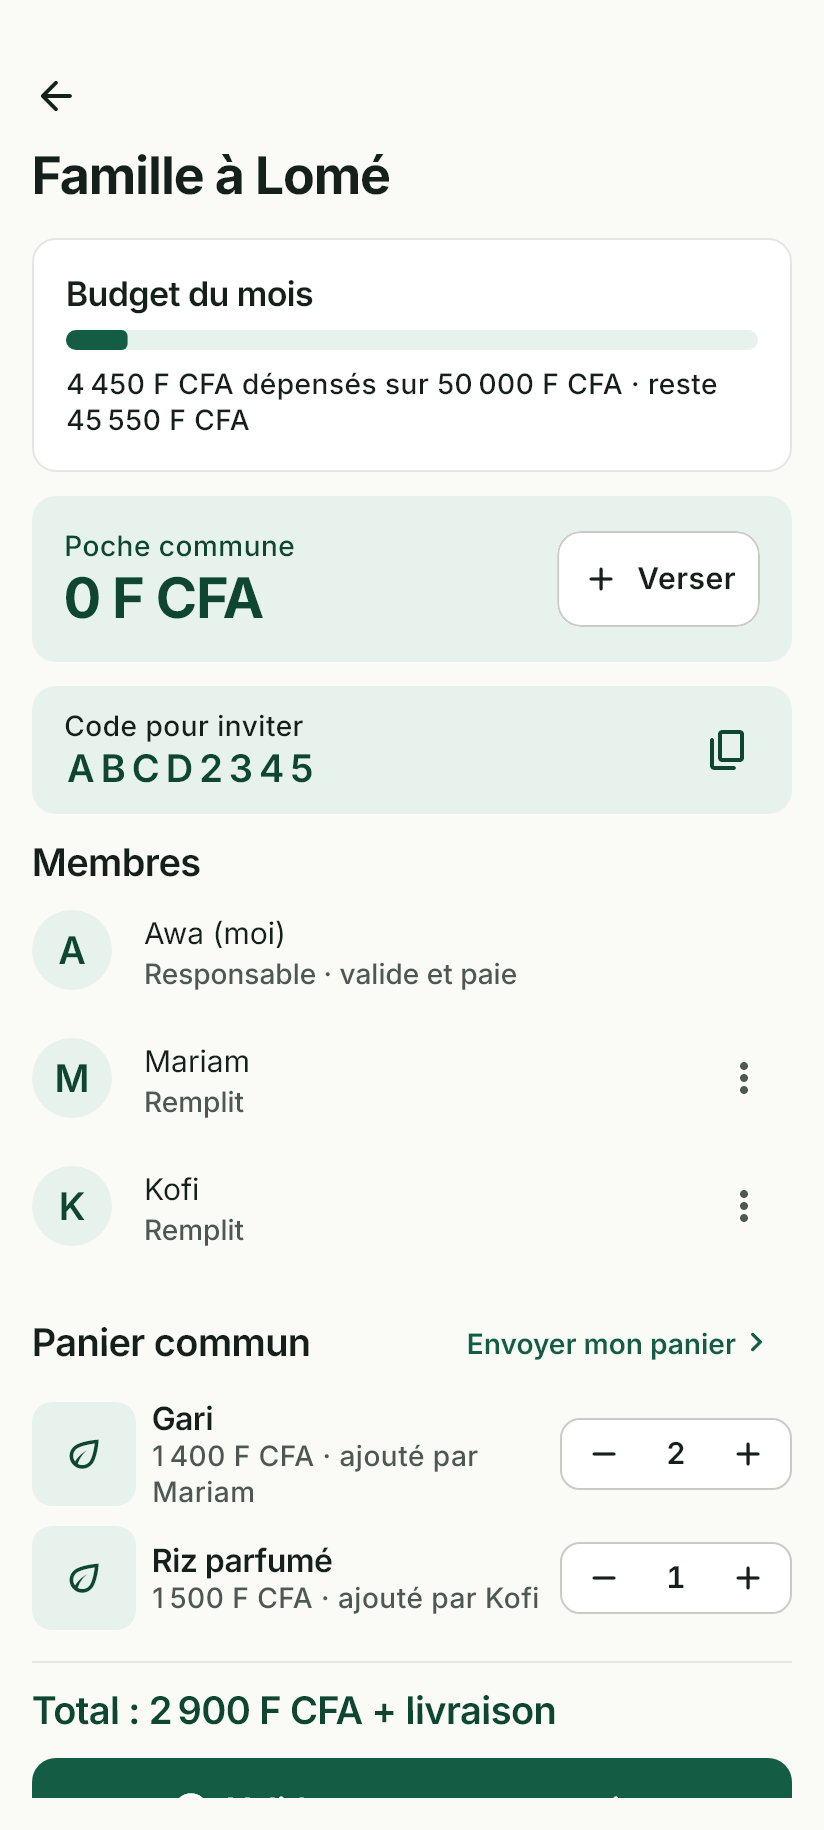 Famille à Lomé
Budget du mois
4 450 F CFA dépensés sur 50 000 F CFA · reste
45 550 F CFA
Poche commune
0 F CFA
+ Verser
Code pour inviter
ABCD2345
Membres
A
Awa (moi)
Responsable · valide et paie
M
Mariam
Remplit
K
Kofi
Remplit
Panier commun
Envoyer mon panier
Gari
1 400 F CFA · ajouté par
Mariam
− 2 +
Riz parfumé
1 500 F CFA · ajouté par Kofi
− 1 +
Total : 2 900 F CFA + livraison